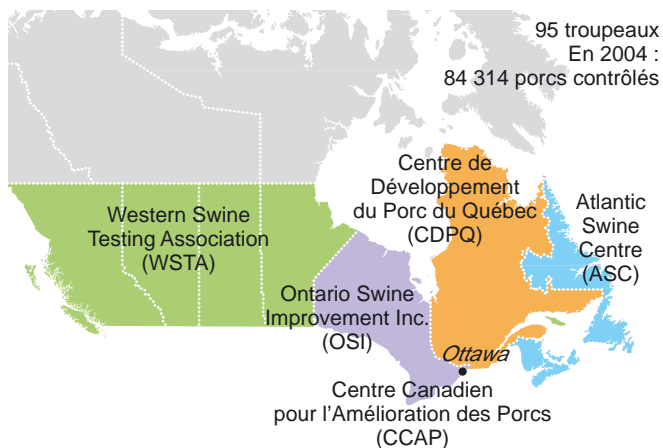 95 troupeaux
En 2004 :
84 314 porcs contrôlés
Centre de
Développement
du Porc du Québec
(CDPQ)
Atlantic
Swine
Centre
(ASC)
Western Swine
Testing Association
(WSTA)
Ontario Swine
Improvement Inc.
(OSI)
Ottawa
Centre Canadien
pour l'Amélioration des Porcs
(CCAP)